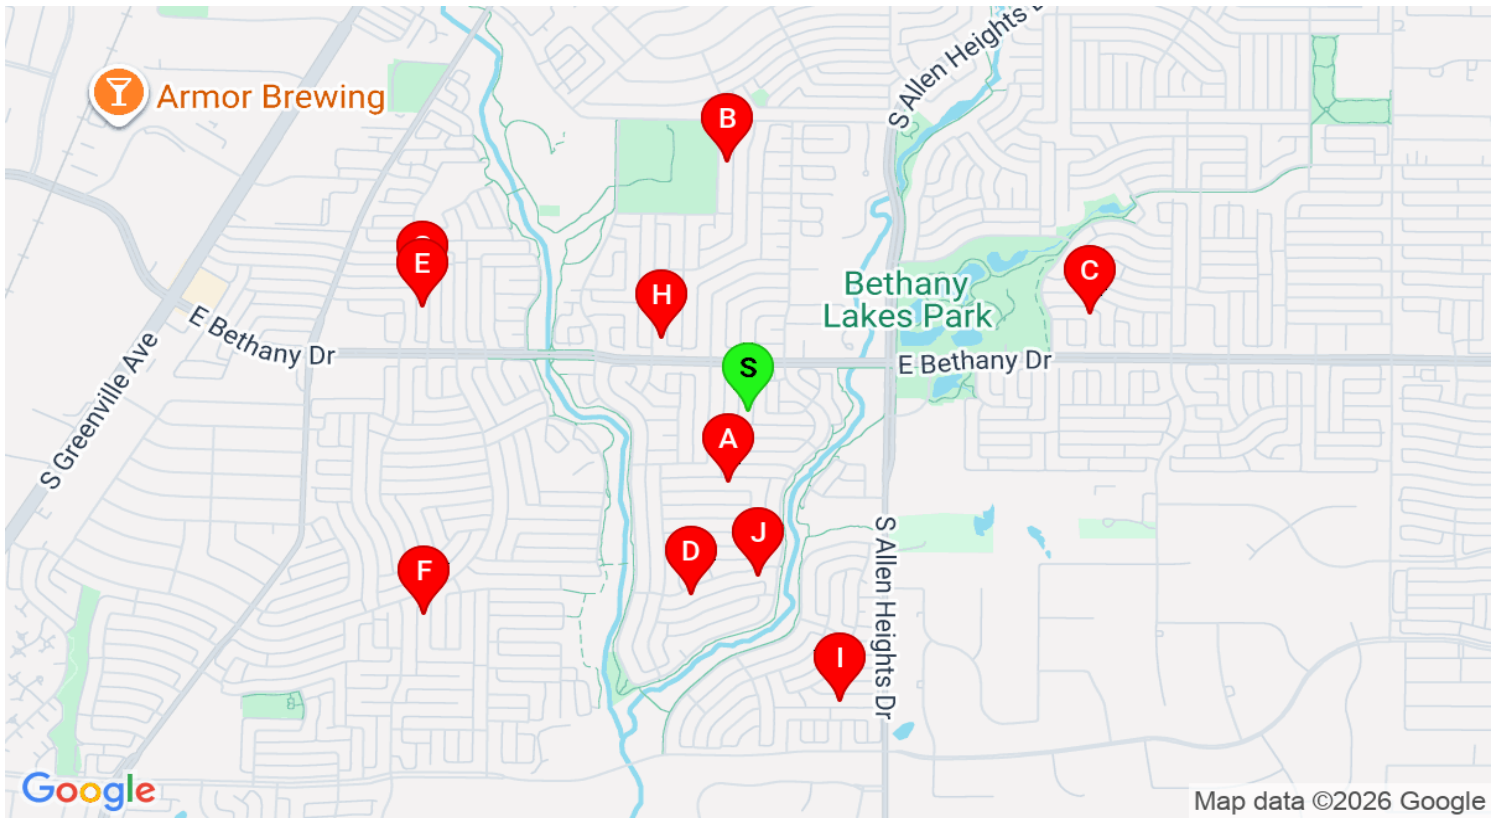 S Allen Heights D
Armor Brewing
B
E
C
H
Bethany
Lakes Park
E Bethany Dr
E Bethany Dr
S
S Greenville Ave
A
J
D
S Allen Heights Dr
F
I
Google
Map data ©2026 Google